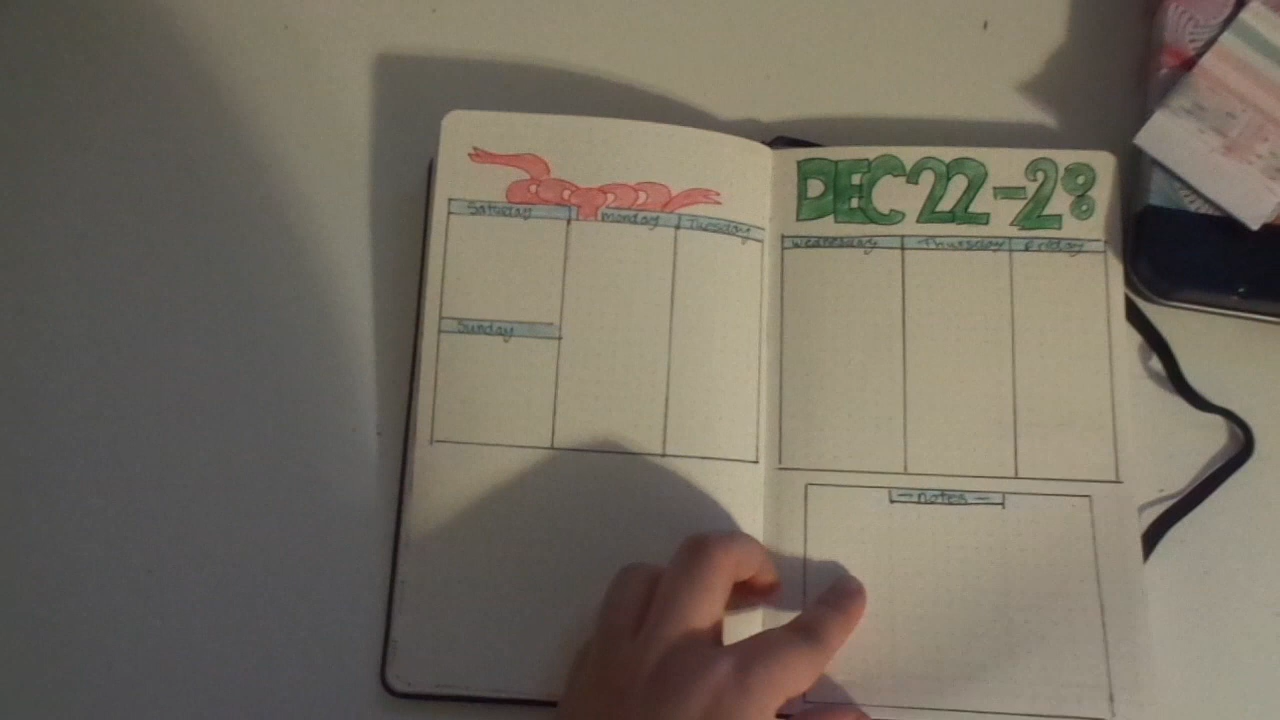 Saturday
monday
Tuesday
Sunday
DEC 22-28
wednesday
Thursday
Friday
- notes -